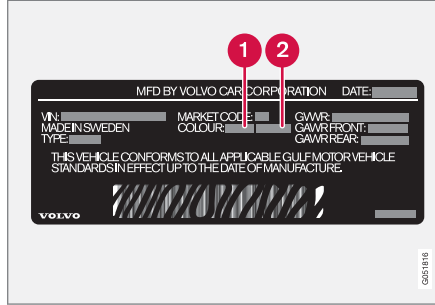 1 2
MFD BY VOLVO CAR CORPORATION DATE:
VIN: MARKET CODE: GVWR:
MADE IN SWEDEN COLOUR: GAWR FRONT:
TYPE: GAWR REAR:
THIS VEHICLE CONFORMS TO ALL APPLICABLE GULF MOTOR VEHICLE
STANDARDS IN EFFECT UP TO THE DATE OF MANUFACTURE.
VOLVO
G051816